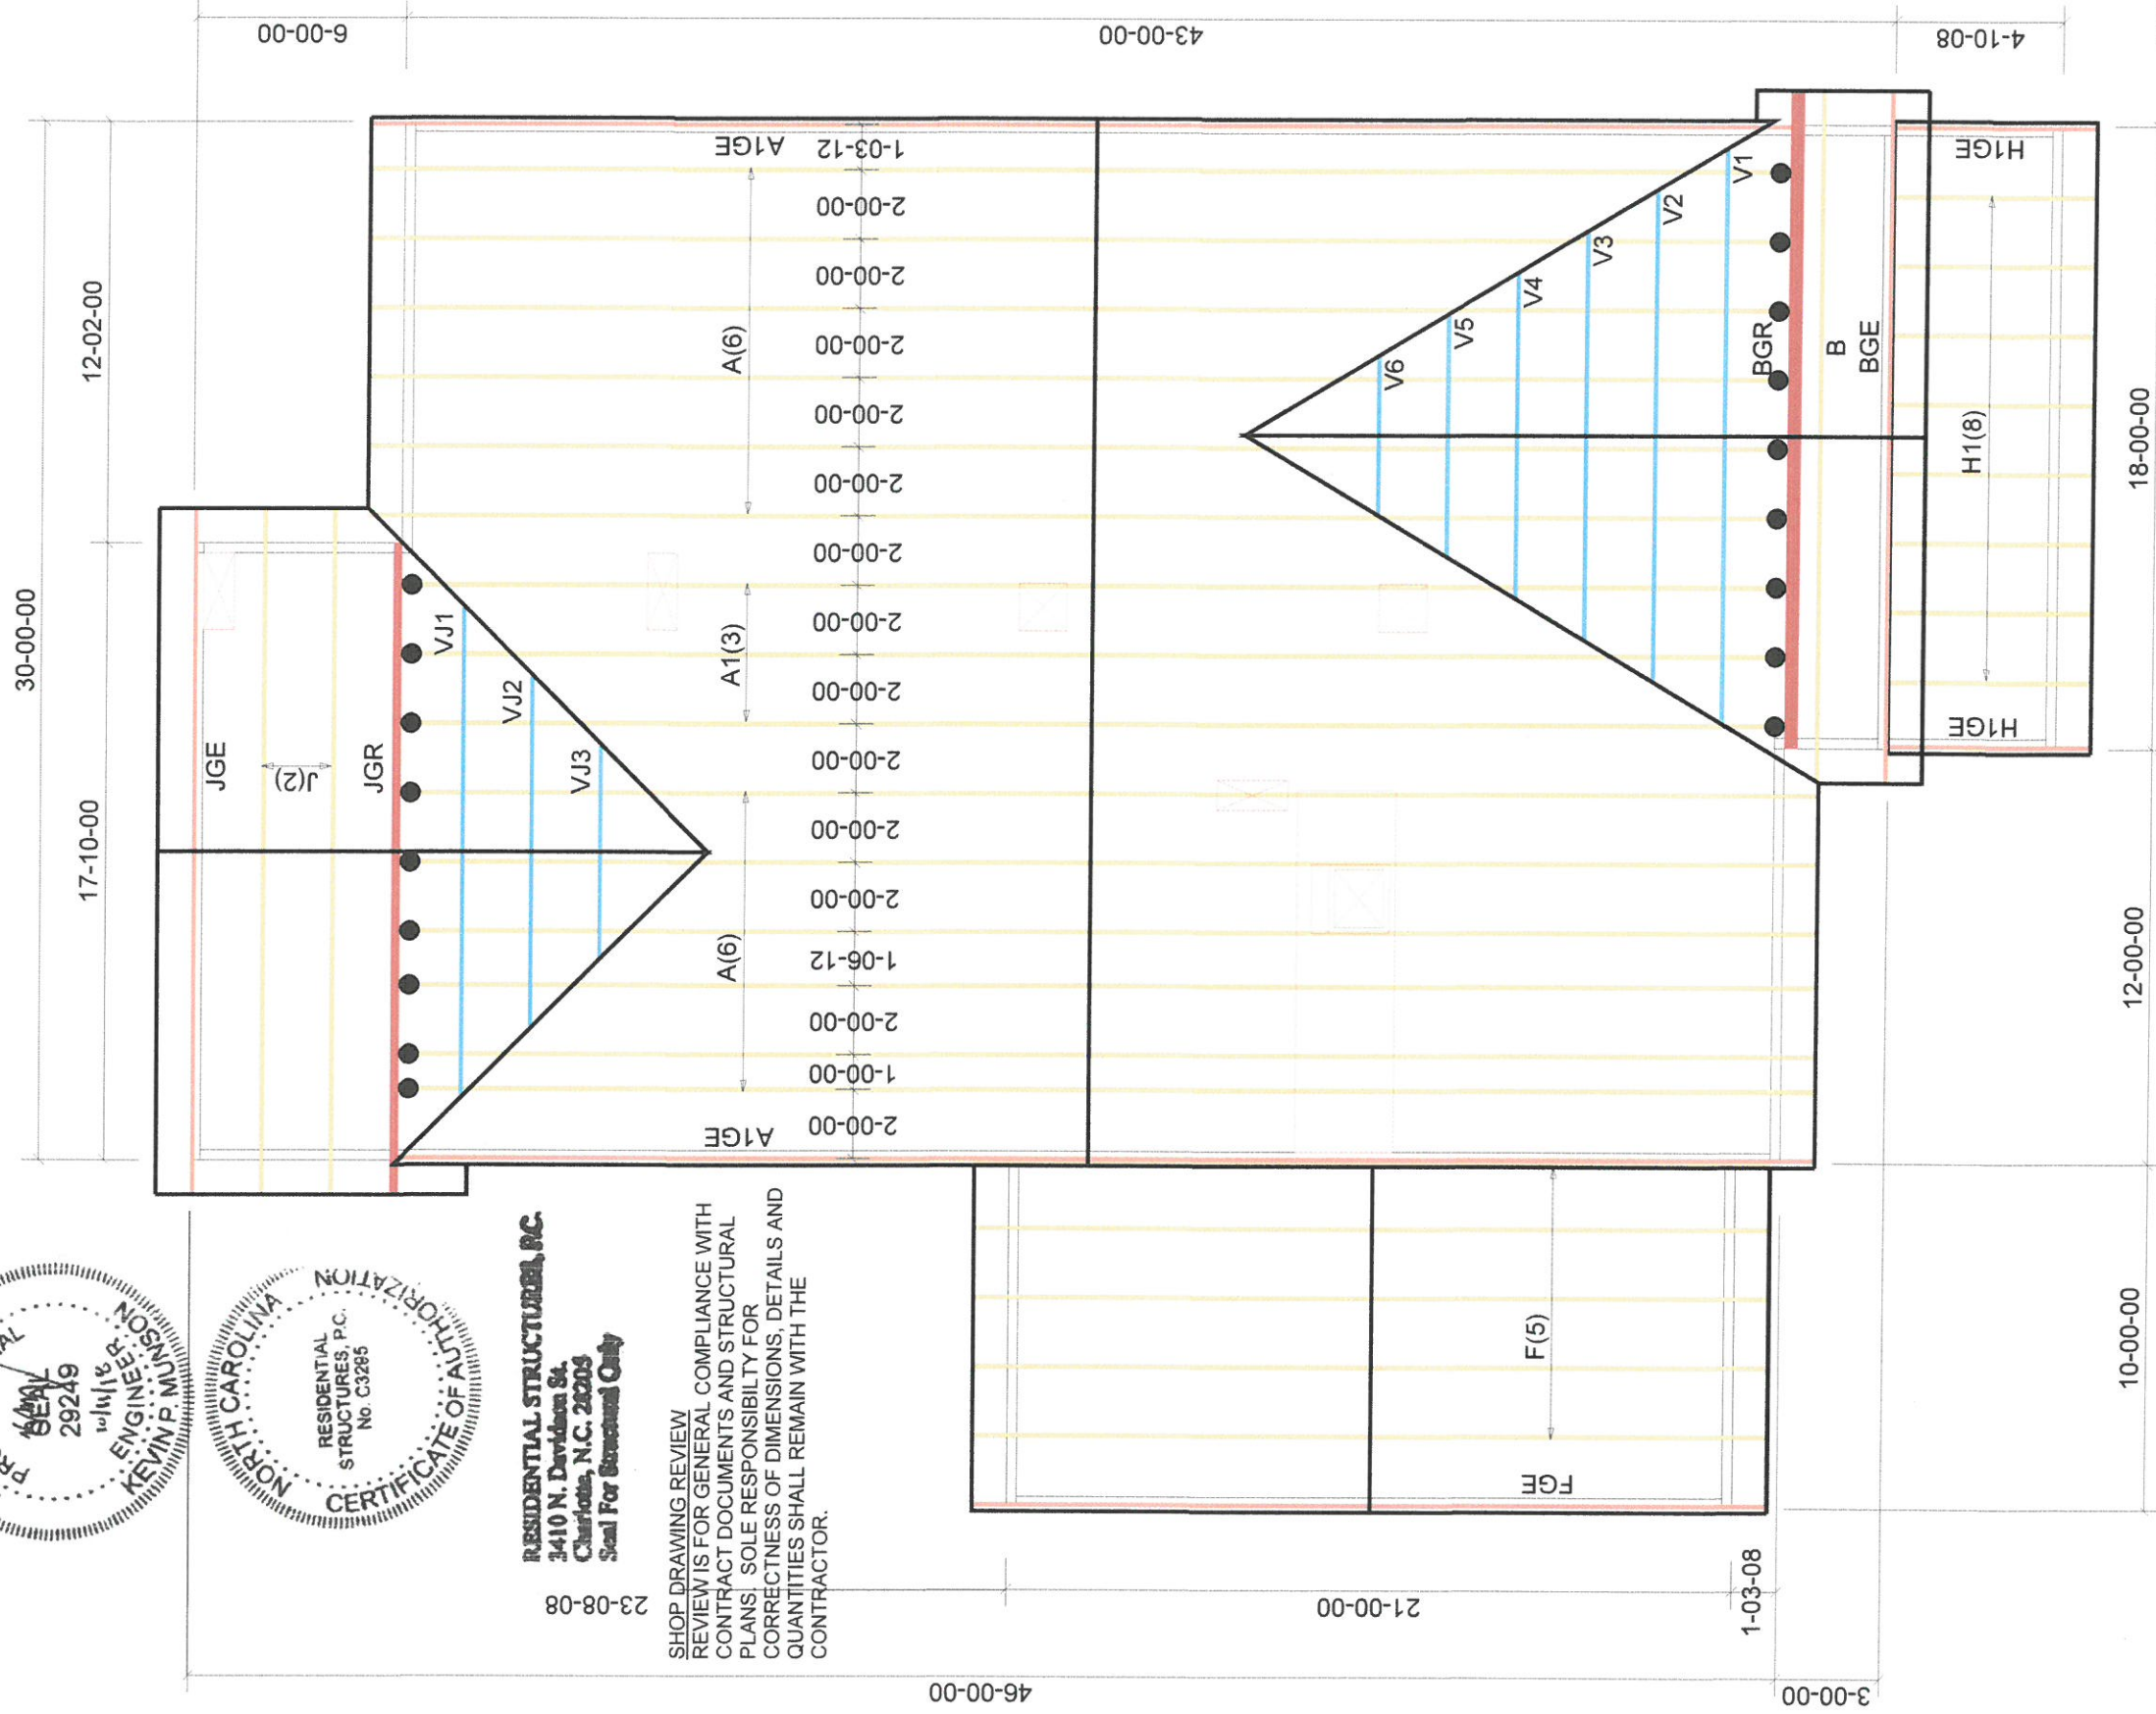 30-00-00
17-10-00
12-02-00
6-00-00
43-00-00
4-10-08
JGE
J(2)
JGR
VJ1
VJ2
VJ3
A(6)
A1(3)
A(6)
A1GE
A1GE
1-03-12
2-00-00
2-00-00
2-00-00
2-00-00
2-00-00
2-00-00
2-00-00
2-00-00
2-00-00
2-00-00
2-00-00
1-06-12
2-00-00
1-00-00
2-00-00
V6
V5
V4
V3
V2
V1
BGR
B
BGE
H1GE
H1(8)
H1GE
18-00-00
12-00-00
10-00-00
F(5)
FGE
23-08-08
21-00-00
1-03-08
46-00-00
3-00-00
SEAL
29249
ENGINEER
KEVIN P. MUNSON
NORTH CAROLINA
RESIDENTIAL
STRUCTURES, P.C.
No. C3295
CERTIFICATE OF AUTHORIZATION
RESIDENTIAL STRUCTURES, P.C.
3410 N. Davidson St.
Charlotte, N.C. 28205
Seal For Structural Only
SHOP DRAWING REVIEW
REVIEW IS FOR GENERAL COMPLIANCE WITH
CONTRACT DOCUMENTS AND STRUCTURAL
PLANS. SOLE RESPONSIBILTY FOR
CORRECTNESS OF DIMENSIONS, DETAILS AND
QUANTITIES SHALL REMAIN WITH THE
CONTRACTOR.